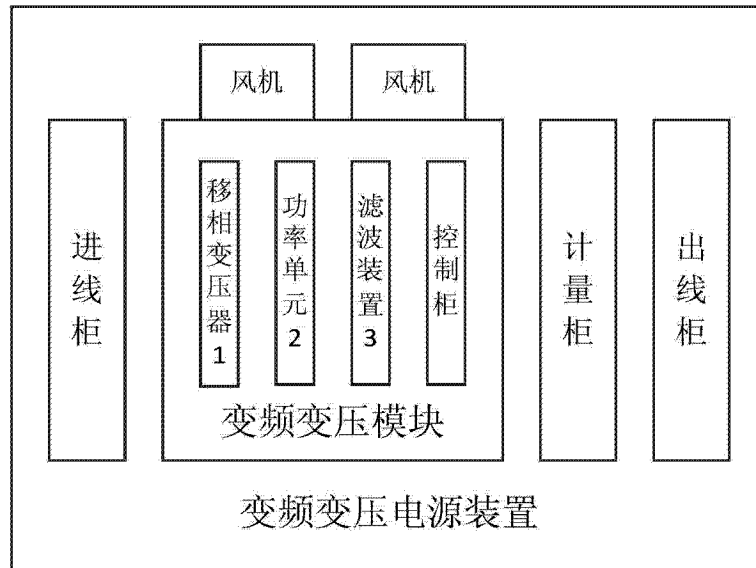 风机
风机
进线柜
移相变压器1
功率单元2
滤波装置3
控制柜
计量柜
出线柜
变频变压模块
变频变压电源装置